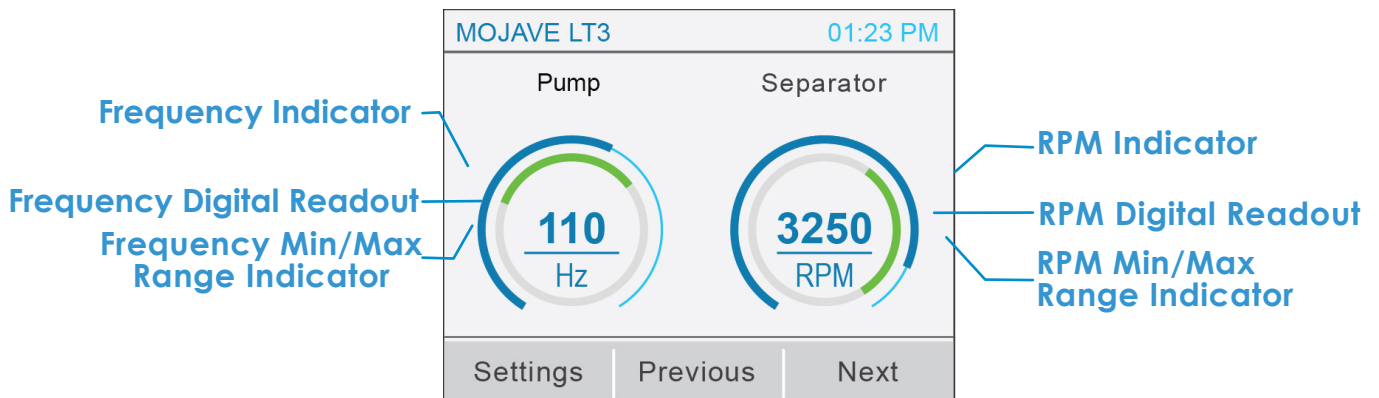 MOJAVE LT3 01:23 PM
Pump Separator
Frequency Indicator
RPM Indicator
Frequency Digital Readout
RPM Digital Readout
Frequency Min/Max
Range Indicator
110
Hz
3250
RPM
RPM Min/Max
Range Indicator
Settings Previous Next